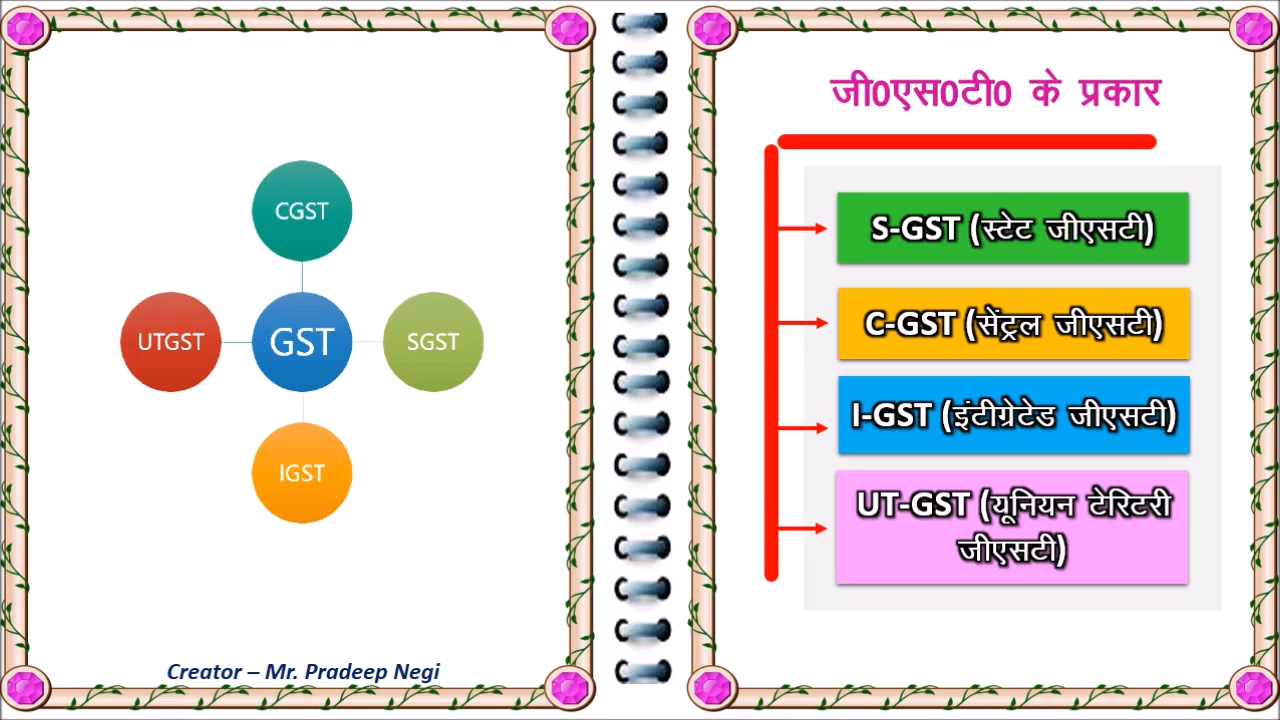 CGST
UTGST
GST
SGST
IGST
Creator – Mr. Pradeep Negi
जी0एस0टी0 के प्रकार
S-GST (स्टेट जीएसटी)
C-GST (सेंट्रल जीएसटी)
I-GST (इंटीग्रेटेड जीएसटी)
UT-GST (यूनियन टेरिटरी
जीएसटी)